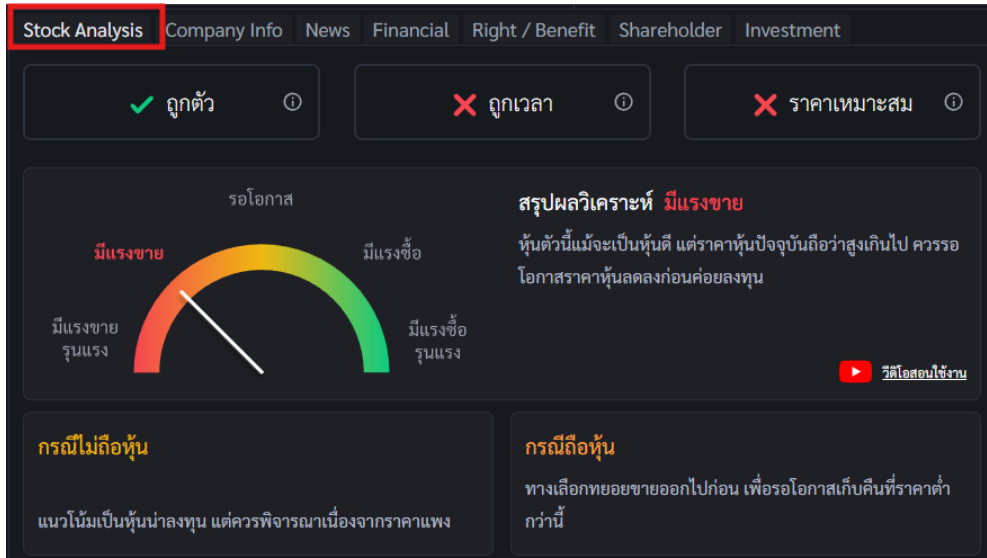 Stock Analysis Company Info News Financial Right / Benefit Shareholder Investment
ถูกตัว ถูกเวลา ราคาเหมาะสม
รอโอกาส
มีแรงขาย มีแรงซื้อ
มีแรงขาย
รุนแรง
มีแรงซื้อ
รุนแรง
สรุปผลวิเคราะห์ มีแรงขาย
หุ้นตัวนี้แม้จะเป็นหุ้นดี แต่ราคาหุ้นปัจจุบันถือว่าสูงเกินไป ควรรอ
โอกาสราคาหุ้นลดลงก่อนค่อยลงทุน
วีดิโอสอนใช้งาน
กรณีไม่ถือหุ้น
แนวโน้มเป็นหุ้นน่าลงทุน แต่ควรพิจารณาเนื่องจากราคาแพง
กรณีถือหุ้น
ทางเลือกทยอยขายออกไปก่อน เพื่อรอโอกาสเก็บคืนที่ราคาต่ำ
กว่านี้